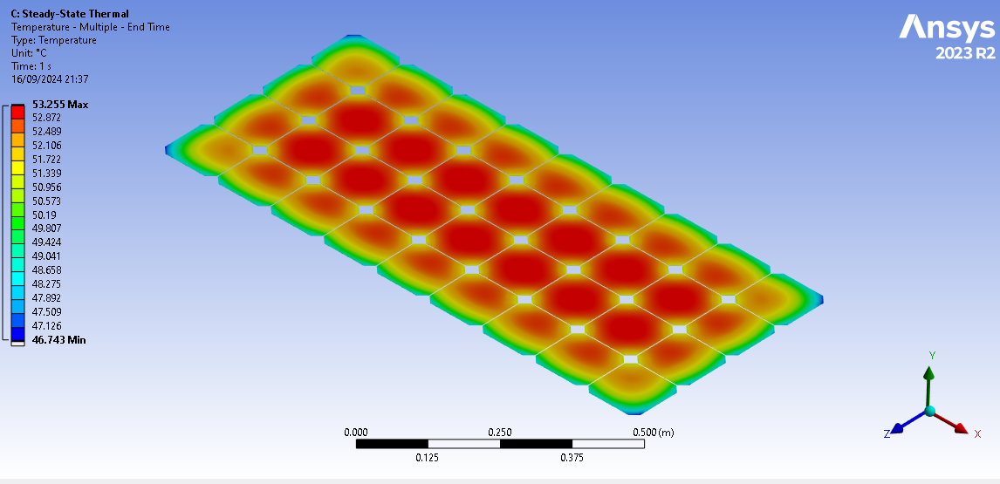 C: Steady-State Thermal
Temperature - Multiple - End Time
Type: Temperature
Unit: °C
Time: 1 s
16/09/2024 21:37
Ansys
2023 R2
53.255 Max
52.872
52.489
52.106
51.722
51.339
50.956
50.573
50.19
49.807
49.424
49.041
48.658
48.275
47.892
47.509
47.126
46.743 Min
0.000 0.250 0.500 (m)
0.125 0.375
Y
Z X